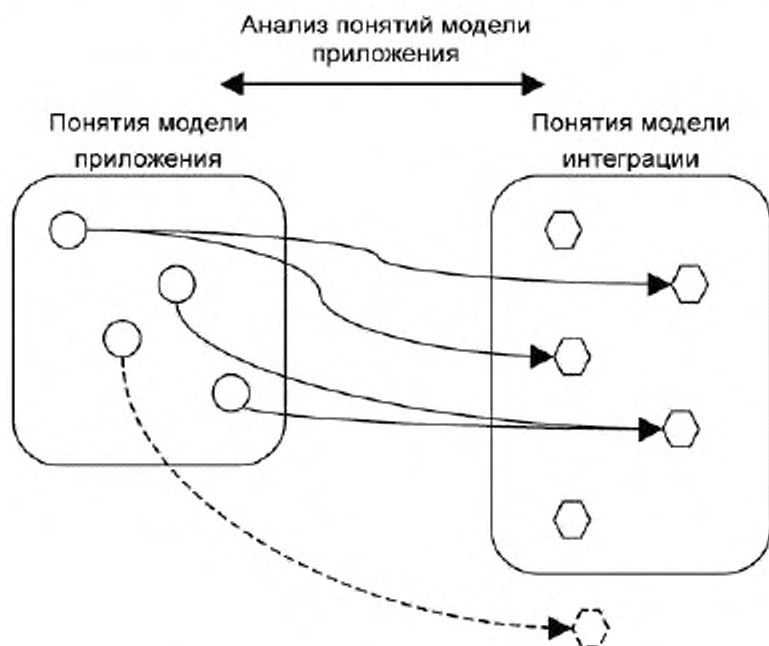 Анализ понятий модели
приложения
Понятия модели
приложения
Понятия модели
интеграции